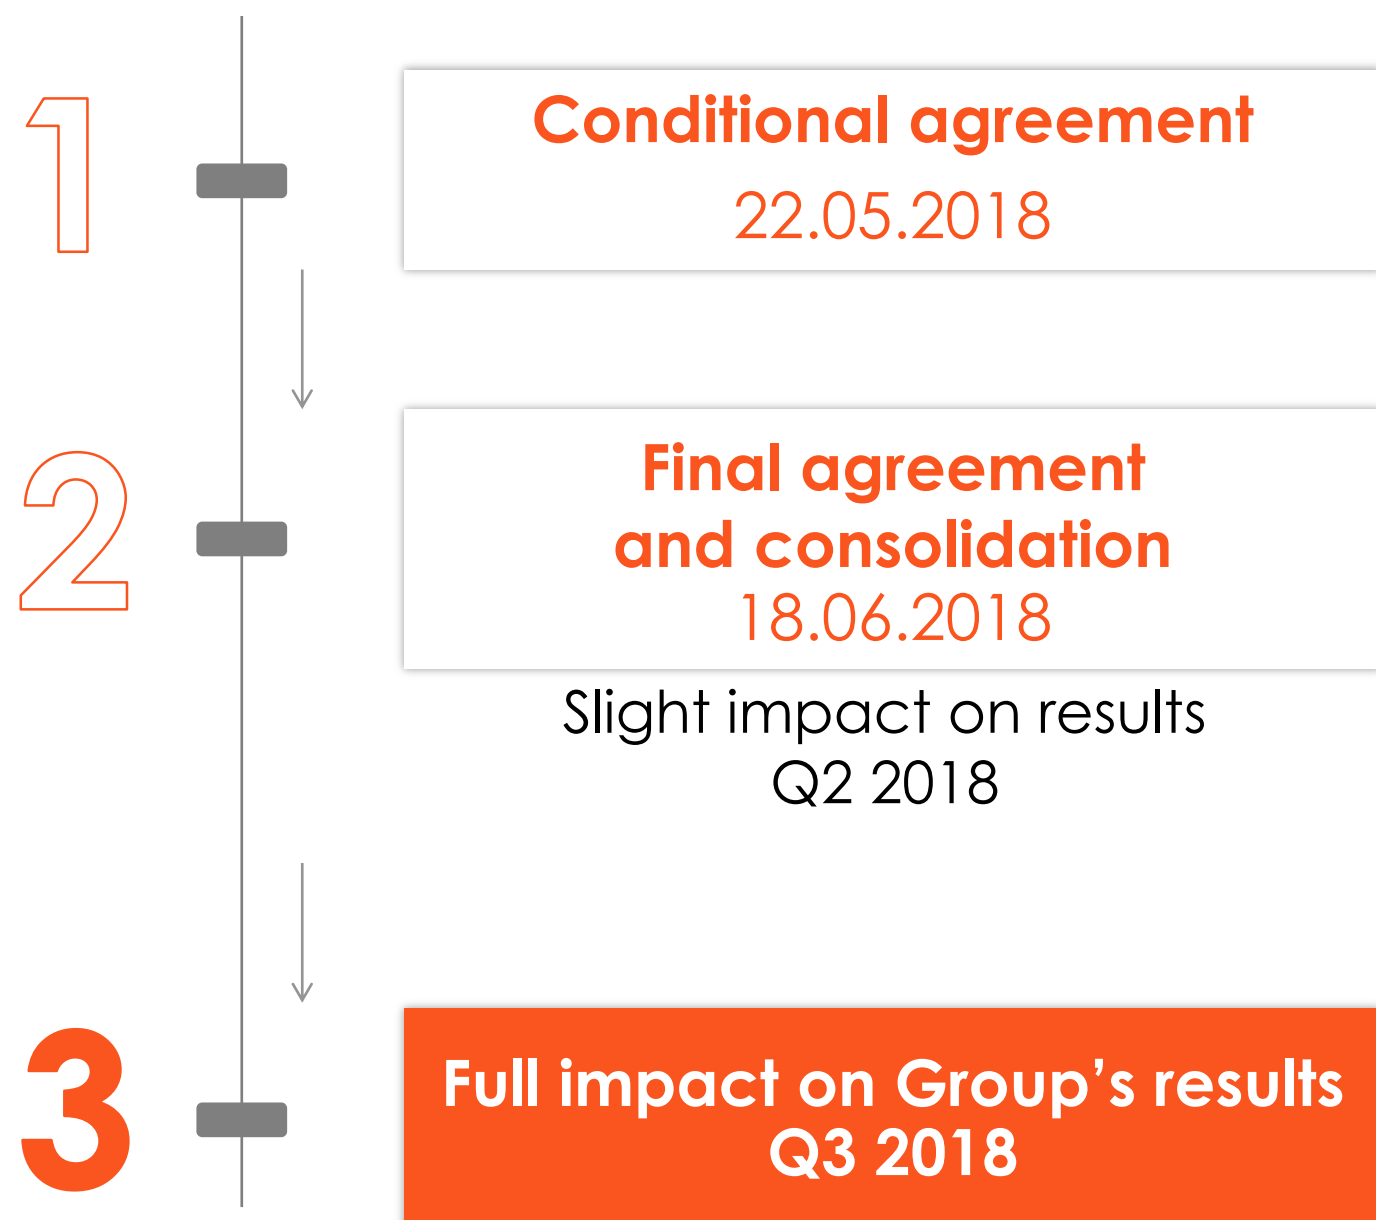 1
Conditional agreement
22.05.2018
2
Final agreement
and consolidation
18.06.2018
Slight impact on results
Q2 2018
3
Full impact on Group’s results
Q3 2018